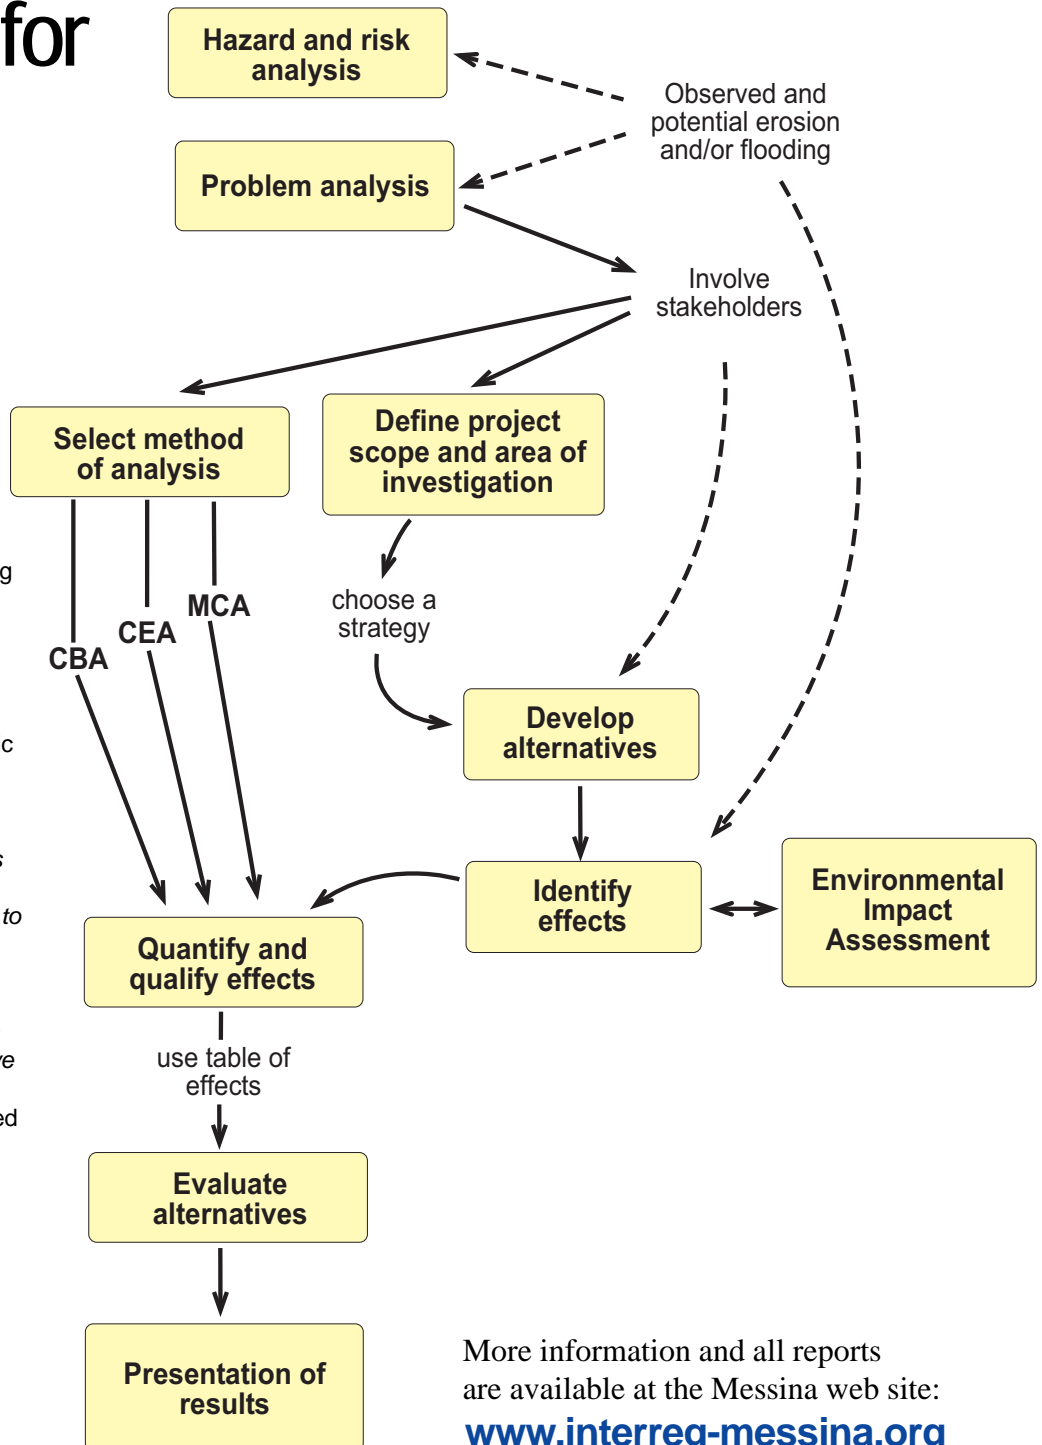 for
Hazard and risk
analysis
Observed and
potential erosion
and/or flooding
Problem analysis
Involve
stakeholders
Select method
of analysis
Define project
scope and area of
investigation
g
choose a
strategy
MCA
CEA
CBA
Develop
alternatives
c
s
to
Identify
effects
Environmental
Impact
Assessment
Quantify and
qualify effects
use table of
effects
ed
Evaluate
alternatives
Presentation of
results
More information and all reports
are available at the Messina web site:
www.interreg-messina.org